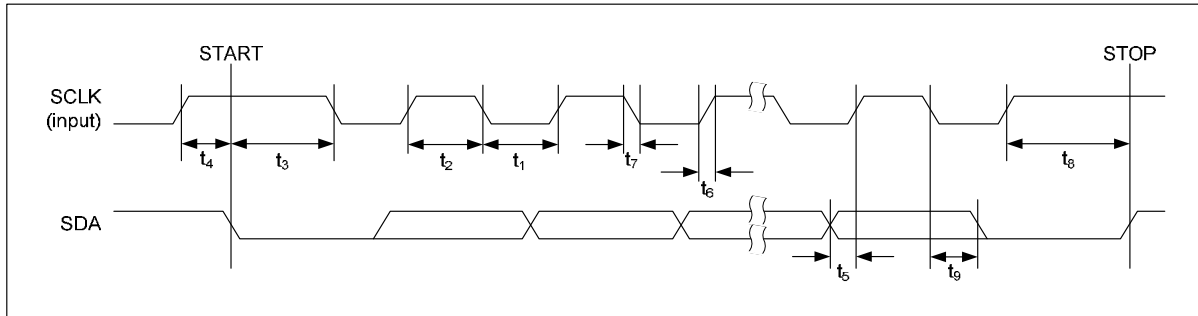 START
STOP
SCLK
(input)
t4
t3
t2
t1
t7
t6
t8
SDA
t5
t9